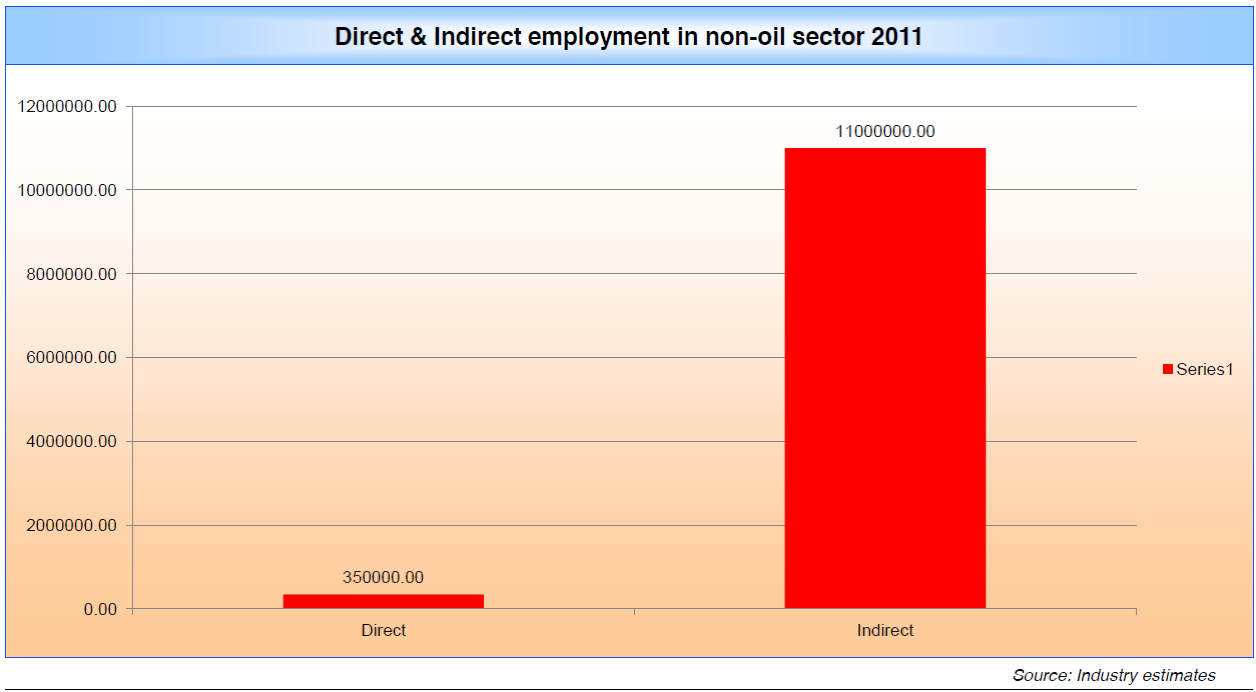 Direct & Indirect employment in non-oil sector 2011
12000000.00
11000000.00
10000000.00
8000000.00
6000000.00
Series1
4000000.00
2000000.00
350000.00
0.00
Direct Indirect
Source: Industry estimates